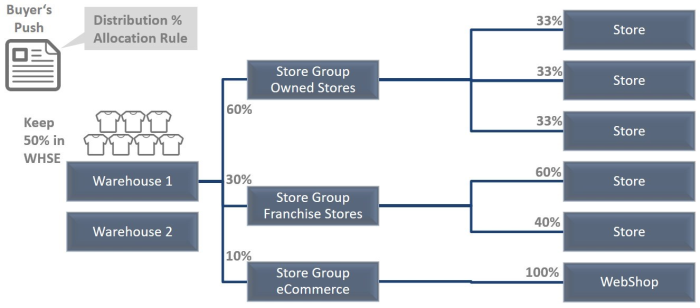 Buyer's
Push
Distribution %
Allocation Rule
Keep
50% in
WHSE
Warehouse 1
Warehouse 2
60%
30%
10%
Store Group
Owned Stores
Store Group
Franchise Stores
Store Group
eCommerce
33%
Store
33%
Store
33%
Store
60%
Store
40%
Store
100%
WebShop